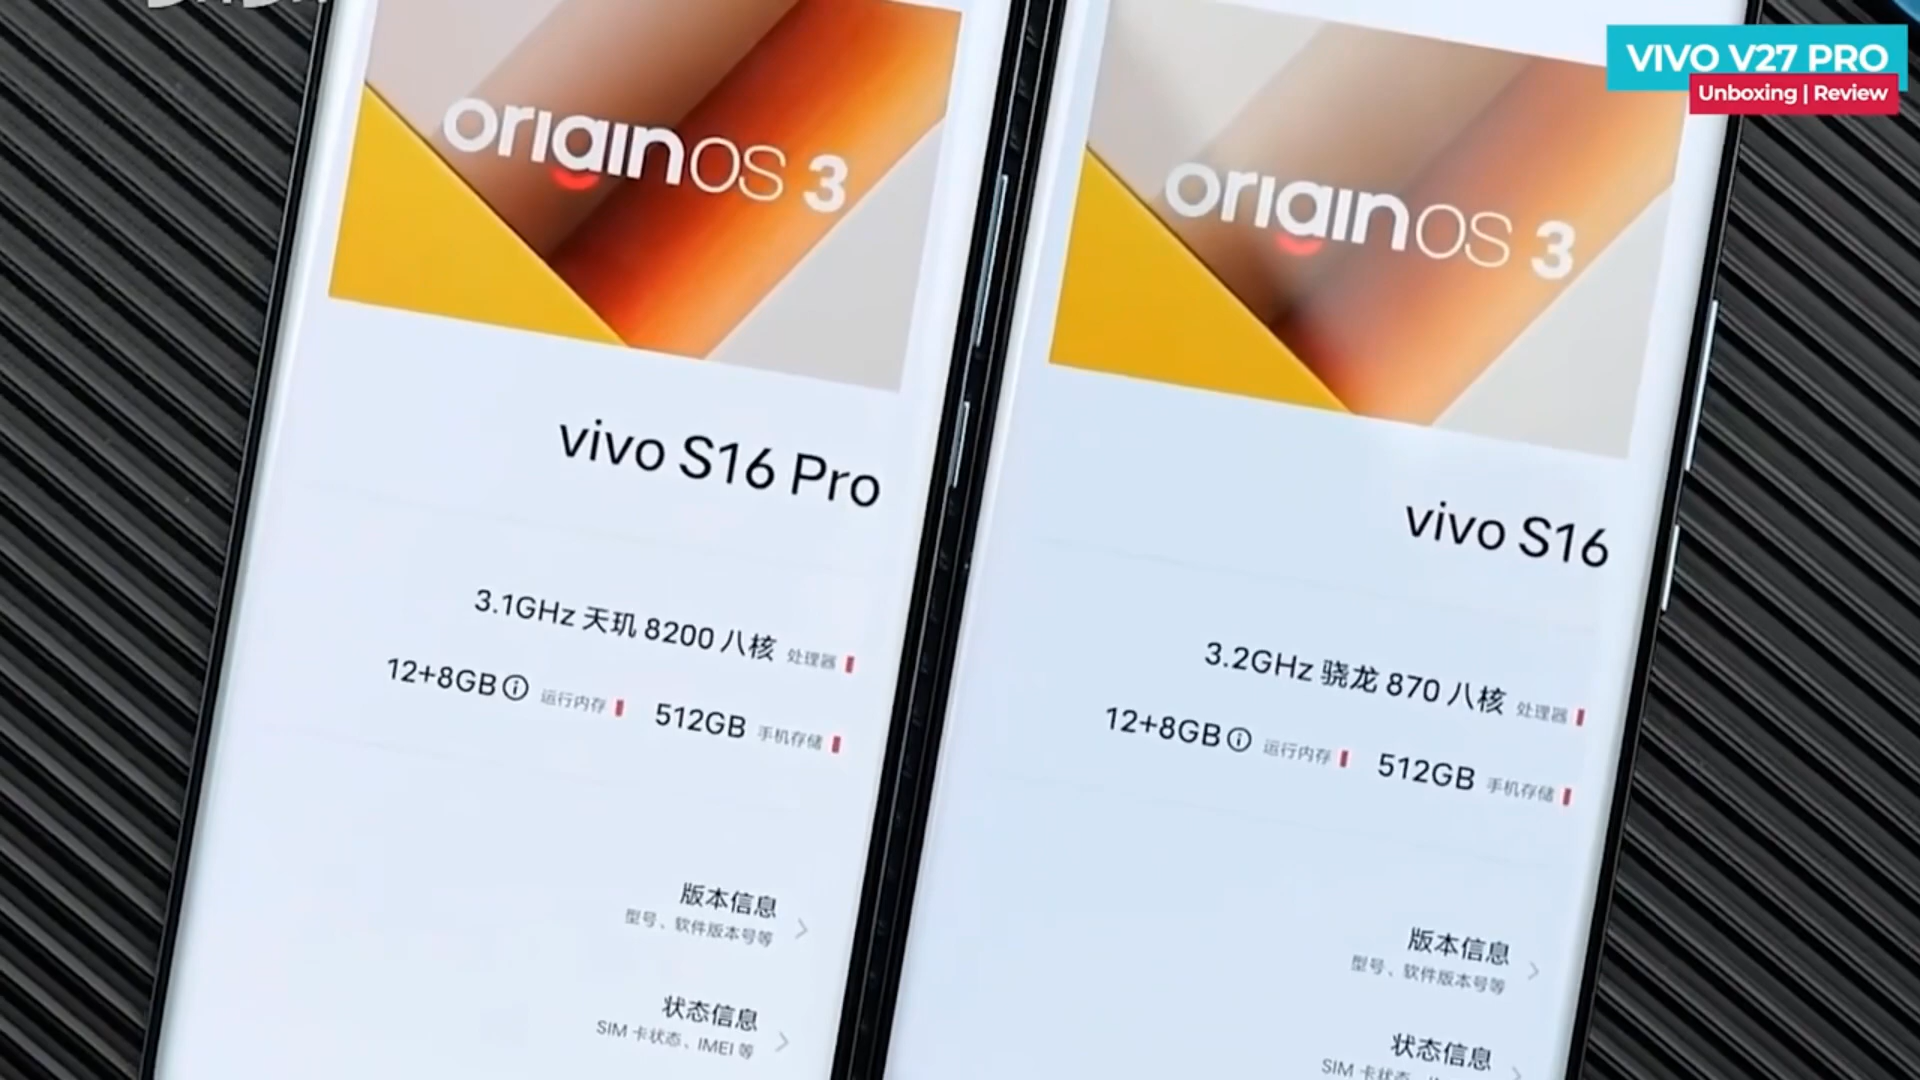 VIVO V27 PRO
Unboxing | Review
originOS 3
vivo S16 Pro
3.1GHz 天玑 8200 八核 处理器
12+8GB 运行内存 512GB 手机存储
版本信息
型号、软件版本号等
状态信息
SIM 卡状态、IMEI 等
originOS 3
vivo S16
3.2GHz 骁龙 870 八核 处理器
12+8GB 运行内存 512GB 手机存储
版本信息
型号、软件版本号等
状态信息
SIM 卡状态、